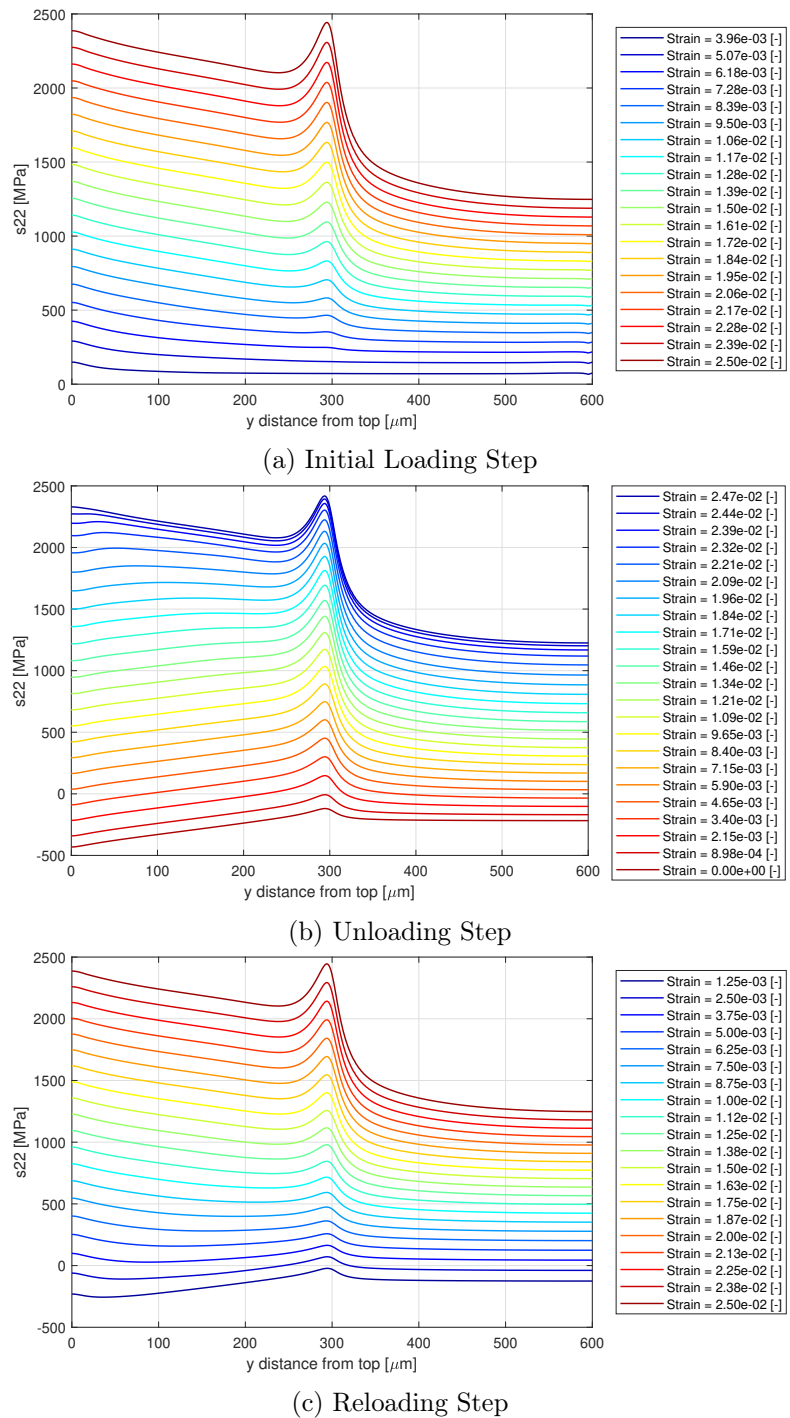 2500
2000
1500
1000
500
0
s22 [MPa]
0 100 200 300 400 500 600
y distance from top [μm]
Strain = 3.96e-03 [-]
Strain = 5.07e-03 [-]
Strain = 6.18e-03 [-]
Strain = 7.28e-03 [-]
Strain = 8.39e-03 [-]
Strain = 9.50e-03 [-]
Strain = 1.06e-02 [-]
Strain = 1.17e-02 [-]
Strain = 1.28e-02 [-]
Strain = 1.39e-02 [-]
Strain = 1.50e-02 [-]
Strain = 1.61e-02 [-]
Strain = 1.72e-02 [-]
Strain = 1.84e-02 [-]
Strain = 1.95e-02 [-]
Strain = 2.06e-02 [-]
Strain = 2.17e-02 [-]
Strain = 2.28e-02 [-]
Strain = 2.39e-02 [-]
Strain = 2.50e-02 [-]
(a) Initial Loading Step
2500
2000
1500
1000
500
0
-500
s22 [MPa]
0 100 200 300 400 500 600
y distance from top [μm]
Strain = 2.47e-02 [-]
Strain = 2.44e-02 [-]
Strain = 2.39e-02 [-]
Strain = 2.32e-02 [-]
Strain = 2.21e-02 [-]
Strain = 2.09e-02 [-]
Strain = 1.96e-02 [-]
Strain = 1.84e-02 [-]
Strain = 1.71e-02 [-]
Strain = 1.59e-02 [-]
Strain = 1.46e-02 [-]
Strain = 1.34e-02 [-]
Strain = 1.21e-02 [-]
Strain = 1.09e-02 [-]
Strain = 9.65e-03 [-]
Strain = 8.40e-03 [-]
Strain = 7.15e-03 [-]
Strain = 5.90e-03 [-]
Strain = 4.65e-03 [-]
Strain = 3.40e-03 [-]
Strain = 2.15e-03 [-]
Strain = 8.98e-04 [-]
Strain = 0.00e+00 [-]
(b) Unloading Step
2500
2000
1500
1000
500
0
-500
s22 [MPa]
0 100 200 300 400 500 600
y distance from top [μm]
Strain = 1.25e-03 [-]
Strain = 2.50e-03 [-]
Strain = 3.75e-03 [-]
Strain = 5.00e-03 [-]
Strain = 6.25e-03 [-]
Strain = 7.50e-03 [-]
Strain = 8.75e-03 [-]
Strain = 1.00e-02 [-]
Strain = 1.12e-02 [-]
Strain = 1.25e-02 [-]
Strain = 1.38e-02 [-]
Strain = 1.50e-02 [-]
Strain = 1.63e-02 [-]
Strain = 1.75e-02 [-]
Strain = 1.87e-02 [-]
Strain = 2.00e-02 [-]
Strain = 2.13e-02 [-]
Strain = 2.25e-02 [-]
Strain = 2.38e-02 [-]
Strain = 2.50e-02 [-]
(c) Reloading Step